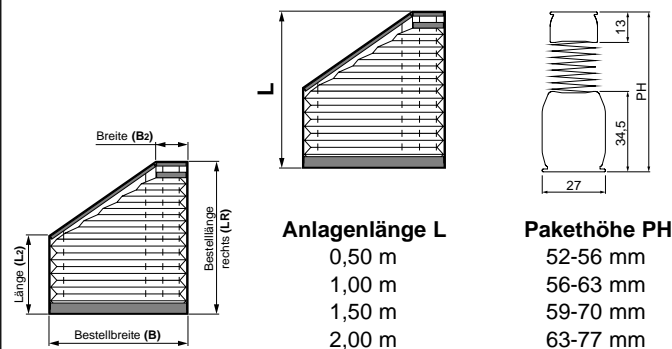 L
13
PH
34,5
27
Breite (B2)
Länge (L2)
Bestelllänge
rechts (LR)
Bestellbreite (B)
Anlagenlänge L Pakethöhe PH
0,50 m 52-56 mm
1,00 m 56-63 mm
1,50 m 59-70 mm
2,00 m 63-77 mm